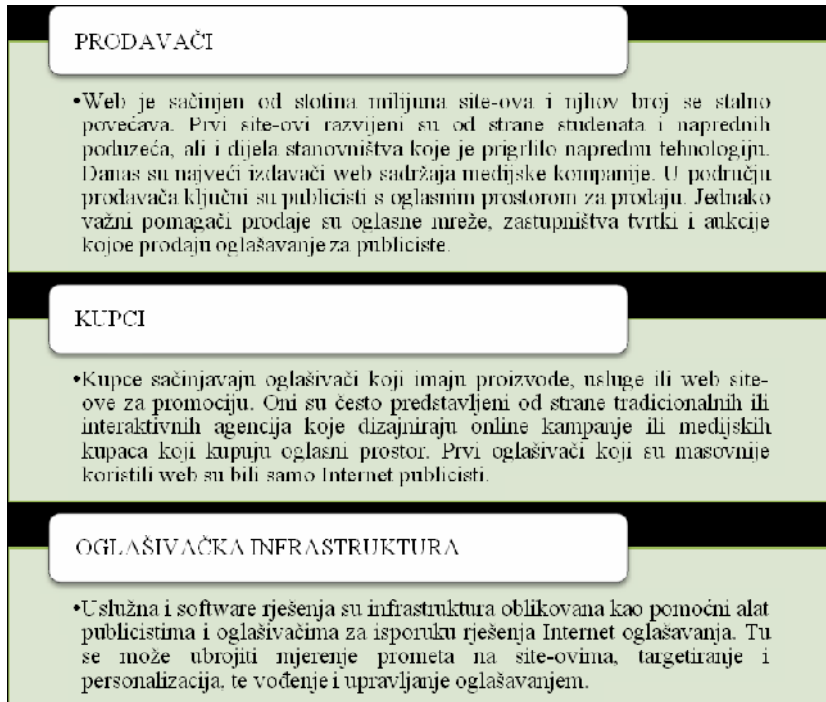 PRODAVAČI
•Web je sačinjen od stotina milijuna site-ova i njhov broj se stalno
povećava. Prvi site-ovi razvijeni su od strane studenata i naprednih
poduzeća, ali i dijela stanovništva koje je prigrlilo naprednu tehnologiju.
Danas su najveći izdavači web sadržaja medijske kompanije. U području
prodavača ključni su publicisti s oglasnim prostorom za prodaju. Jednako
važni pomagači prodaje su oglasne mreže, zastupništva tvrtki i aukcije
kojoe prodaju oglašavanje za publiciste.
KUPCI
•Kupce sačinjavaju oglašivači koji imaju proizvode, usluge ili web site-
ove za promociju. Oni su često predstavljeni od strane tradicionalnih ili
interaktivnih agencija koje dizajniraju online kampanje ili medijskih
kupaca koji kupuju oglasni prostor. Prvi oglašivači koji su masovnije
koristili web su bili samo Internet publicisti.
OGLAŠIVAČKA INFRASTRUKTURA
•Uslužna i software rješenja su infrastruktura oblikovana kao pomoćni alat
publicistima i oglašivačima za isporuku rješenja Internet oglašavanja. Tu
se može ubrojiti mjerenje prometa na site-ovima, targetiranje i
personalizacija, te vođenje i upravljanje oglašavanjem.